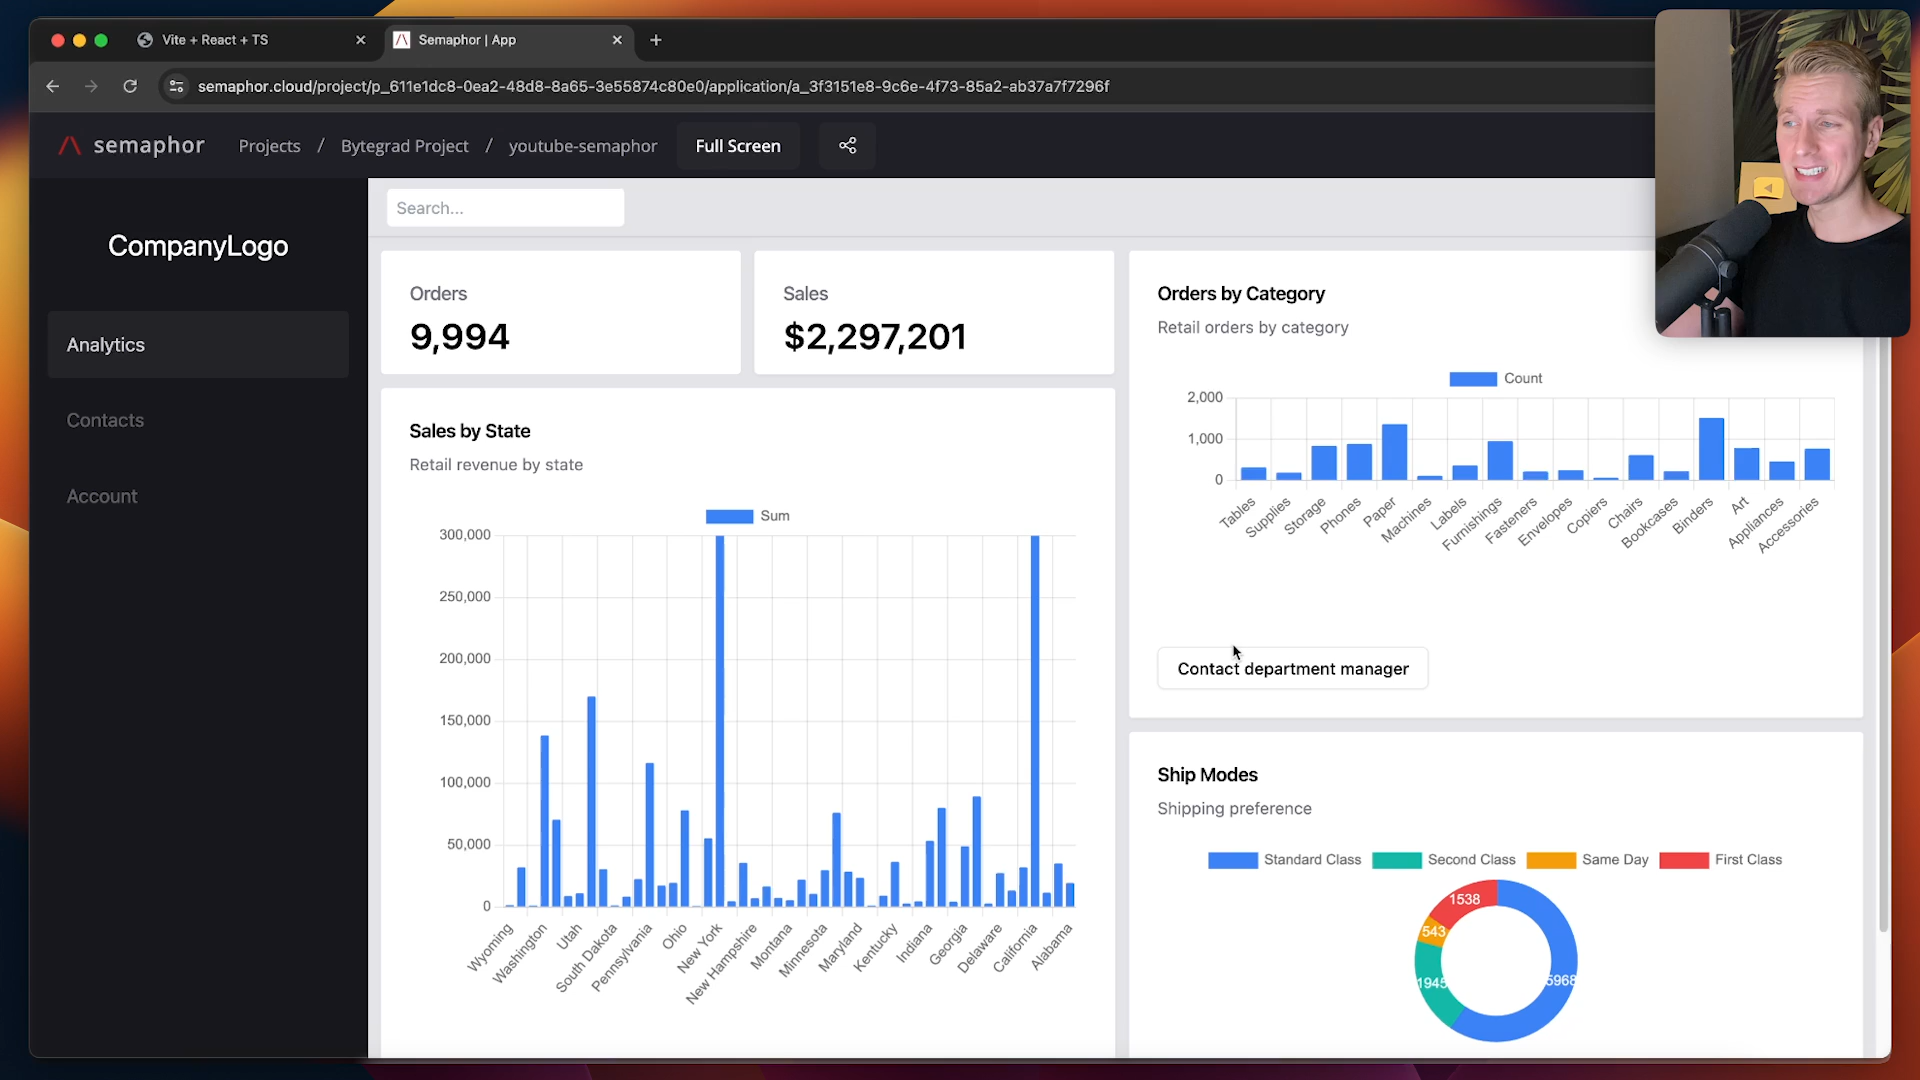 Vite + React + TS
Semaphor | App
semaphor.cloud/project/p_611e1dc8-0ea2-48d8-8a65-3e55874c80e0/application/a_3f3151e8-9c6e-4f73-85a2-ab37a7f7296f
semaphor
Projects / Bytegrad Project / youtube-semaphor
Full Screen
CompanyLogo
Analytics
Contacts
Account
Search...
Orders
9,994
Sales
$2,297,201
Sales by State
Retail revenue by state
Sum
300,000
250,000
200,000
150,000
100,000
50,000
0
Wyoming
Washington
Utah
South Dakota
Pennsylvania
Ohio
New York
New Hampshire
Montana
Minnesota
Maryland
Kentucky
Indiana
Georgia
Delaware
California
Alabama
Orders by Category
Retail orders by category
Count
2,000
1,000
0
Tables
Supplies
Storage
Phones
Paper
Machines
Labels
Furnishings
Fasteners
Envelopes
Copiers
Chairs
Bookcases
Binders
Art
Appliances
Accessories
Contact department manager
Ship Modes
Shipping preference
Standard Class
Second Class
Same Day
First Class
1538
543
1945
5968